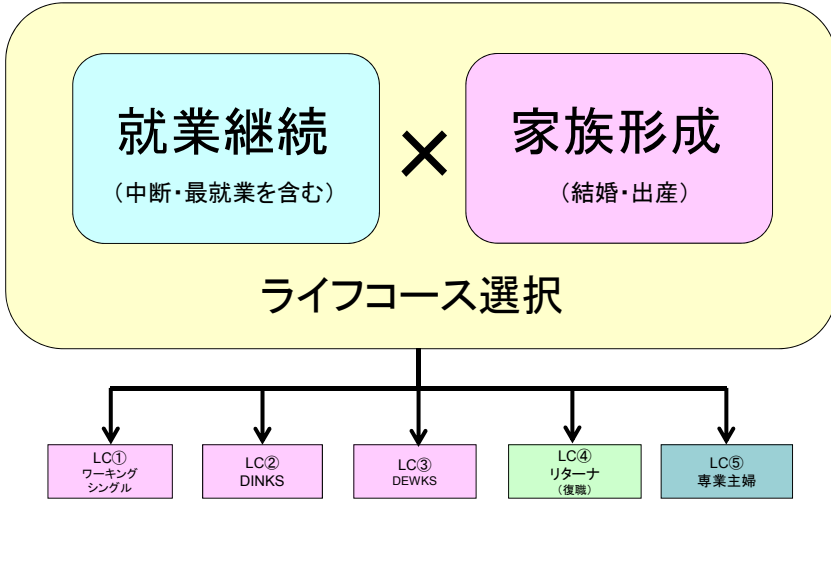 就業継続
（中断・最就業を含む）
×
家族形成
（結婚・出産）
ライフコース選択
LC①
ワーキング
シングル
LC②
DINKS
LC③
DEWKS
LC④
リターナ
（復職）
LC⑤
専業主婦